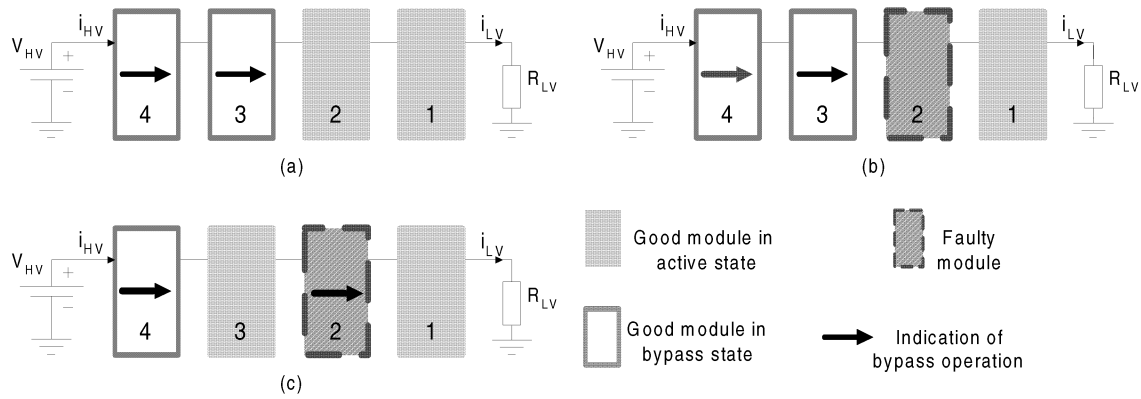 V_HV + − i_HV 4 3 2 1 i_LV R_LV
(a)
V_HV + − i_HV 4 3 2 1 i_LV R_LV
(b)
V_HV + − i_HV 4 3 2 1 i_LV R_LV
(c)
Good module in
active state
Faulty
module
Good module in
bypass state
Indication of
bypass operation